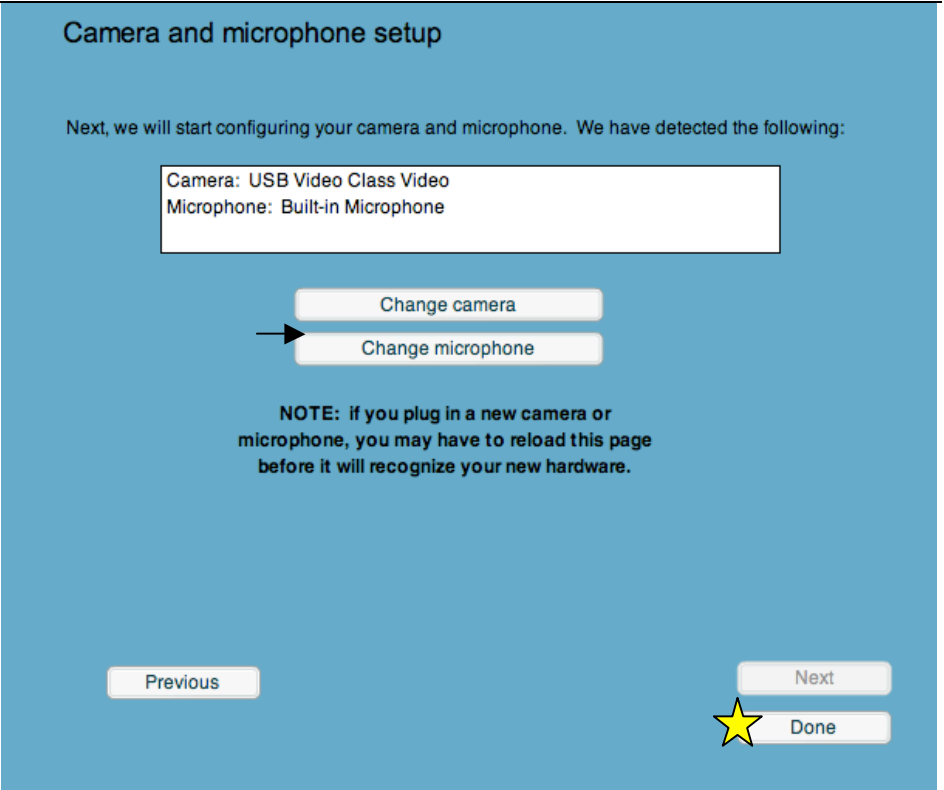 Camera and microphone setup
Next, we will start configuring your camera and microphone.  We have detected the following:
Camera:  USB Video Class Video
Microphone:  Built-in Microphone
Change camera
Change microphone
NOTE:  if you plug in a new camera or
microphone, you may have to reload this page
before it will recognize your new hardware.
Previous
Next
Done